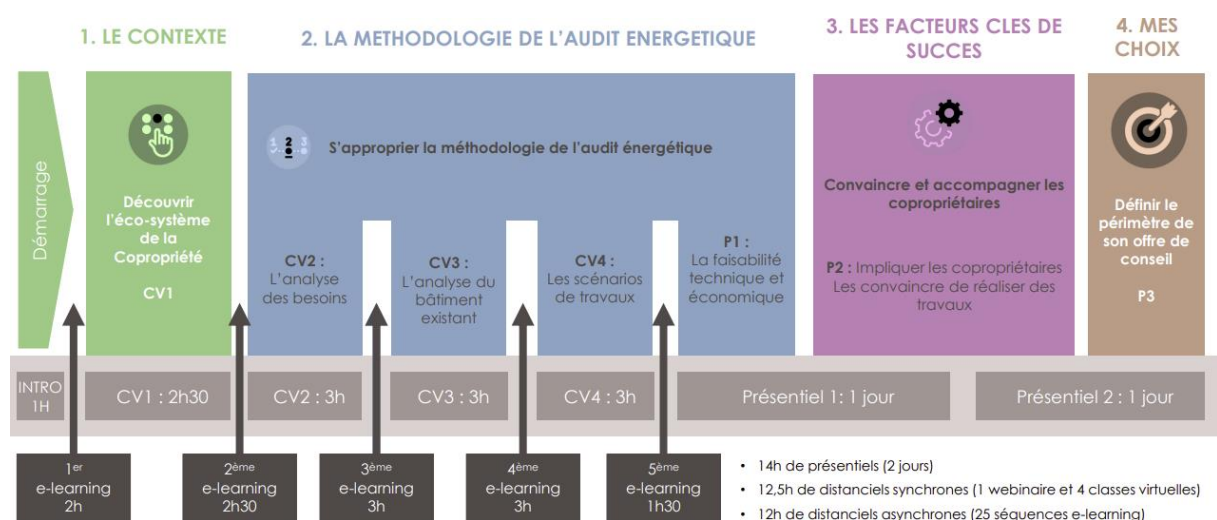 1. LE CONTEXTE
2. LA METHODOLOGIE DE L'AUDIT ENERGETIQUE
3. LES FACTEURS CLES DE
SUCCES
4. MES
CHOIX
Démarrage
Découvrir
l'éco-système
de la
Copropriété
CV1
1 2 3
S'approprier la méthodologie de l'audit énergétique
CV2 :
L'analyse
des besoins
CV3 :
L'analyse du
bâtiment
existant
CV4 :
Les scénarios
de travaux
P1 :
La faisabilité
technique et
économique
Convaincre et accompagner les
copropriétaires
P2 : Impliquer les copropriétaires
Les convaincre de réaliser des
travaux
Définir le
périmètre de
son offre de
conseil
P3
INTRO
1H
CV1 : 2h30
CV2 : 3h
CV3 : 3h
CV4 : 3h
Présentiel 1: 1 jour
Présentiel 2 : 1 jour
1er
e-learning
2h
2ème
e-learning
2h30
3ème
e-learning
3h
4ème
e-learning
3h
5ème
e-learning
1h30
• 14h de présentiels (2 jours)
• 12,5h de distanciels synchrones (1 webinaire et 4 classes virtuelles)
• 12h de distanciels asynchrones (25 séquences e-learning)